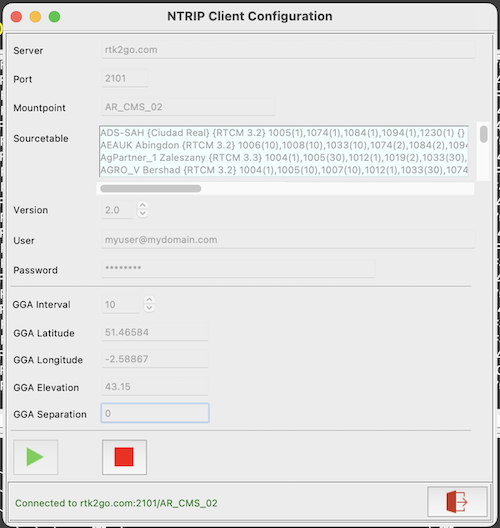 NTRIP Client Configuration
Server rtk2go.com
Port 2101
Mountpoint AR_CMS_02
Sourcetable
ADS-SAH {Ciudad Real} {RTCM 3.2} 1005(1),1074(1),1084(1),1094(1),1230(1) {}
AEAUK Abingdon {RTCM 3.2} 1006(10),1008(10),1033(10),1074(2),1084(2),1094
AgPartner_1 Zaleszany {RTCM 3.2} 1004(1),1005(30),1012(1),1019(2),1033(30),
AGRO_V Bershad {RTCM 3.2} 1004(1),1005(10),1007(10),1012(1),1033(30),1074
Version 2.0
User myuser@mydomain.com
Password ********
GGA Interval 10
GGA Latitude 51.46584
GGA Longitude -2.58867
GGA Elevation 43.15
GGA Separation 0
Connected to rtk2go.com:2101/AR_CMS_02